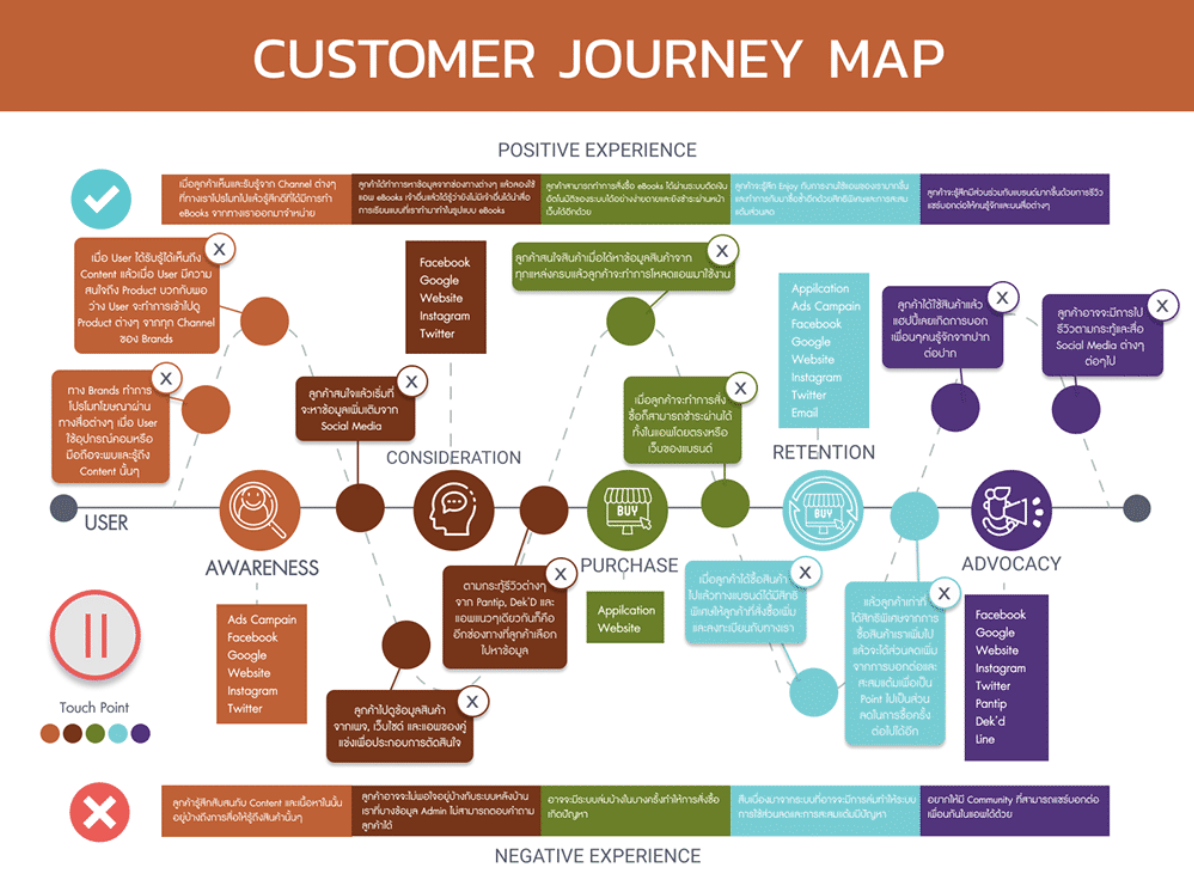 CUSTOMER JOURNEY MAP
POSITIVE EXPERIENCE
เมื่อลูกค้าเห็นและรับรู้จาก Channel ต่างๆ
ที่ทางเราโปรโมทไปแล้วรู้สึกดีที่ได้มีการทำ
eBooks จากทางเราออกมาจำหน่าย
ลูกค้าได้ทำการหาข้อมูลจากช่องทางต่างๆ แล้วลองใช้
แอพ eBooks เจ้าอื่นแล้วได้รู้ว่ายังไม่มีเจ้าอื่นได้นำสื่อ
การเรียนแบบที่เราทำมาทำในรูปแบบ eBooks
ลูกค้าสามารถทำการสั่งซื้อ eBooks ได้ผ่านระบบตัดเงิน
อัตโนมัติของระบบได้อย่างง่ายดายและยังชำระผ่านหน้า
เว็บได้อีกด้วย
ลูกค้าจะรู้สึก Enjoy กับการงานใช้แอพของเรามากขึ้น
และทำการกลับมาซื้อซ้ำอีกด้วยสิทธิพิเศษและการสะสม
แต้มส่วนลด
ลูกค้าจะรู้สึกมีส่วนร่วมกับแบรนด์มากขึ้นด้วยการรีวิว
แชร์บอกต่อให้คนรู้จักและบนสื่อต่างๆ
เมื่อ User ได้รับรู้ได้เห็นถึง
Content แล้วเมื่อ User มีความ
สนใจถึง Product บวกกับพอ
ว่าง User จะทำการเข้าไปดู
Product ต่างๆ จากทุก Channel
ของ Brands
X
Facebook
Google
Website
Instagram
Twitter
ลูกค้าสนใจสินค้าเมื่อได้หาข้อมูลสินค้าจาก
ทุกแหล่งครบแล้วลูกค้าจะทำการโหลดแอพมาใช้งาน
X
Appilcation
Ads Campain
Facebook
Google
Website
Instagram
Twitter
Email
ลูกค้าได้ใช้สินค้าแล้ว
แฮปปี้เลยเกิดการบอก
เพื่อนๆคนรู้จักจากปาก
ต่อปาก
X
ลูกค้าอาจจะมีการไป
รีวิวตามกระทู้และสื่อ
Social Media ต่างๆ
ต่อๆไป
X
ทาง Brands ทำการ
โปรโมทโฆษณาผ่าน
ทางสื่อต่างๆ เมื่อ User
ใช้อุปกรณ์คอมหรือ
มือถือจะพบและรู้ถึง
Content นั้นๆ
X
ลูกค้าสนใจแล้วเริ่มที่
จะหาข้อมูลเพิ่มเติมจาก
Social Media
X
เมื่อลูกค้าจะทำการสั่ง
ซื้อก็สามารถชำระผ่านได้
ทั้งในแอพโดยตรงหรือ
เว็บของแบรนด์
X
CONSIDERATION
RETENTION
USER
BUY
BUY
AWARENESS
PURCHASE
ADVOCACY
Ads Campain
Facebook
Google
Website
Instagram
Twitter
ตามกระทู้รีวิวต่างๆ
จาก Pantip, Dek'D และ
แอพแนวๆเดียวกันก็คือ
อีกช่องทางที่ลูกค้าเลือก
ไปหาข้อมูล
X
Appilcation
Website
เมื่อลูกค้าได้ซื้อสินค้า
ไปแล้วทางแบรนด์ได้มีสิทธิ
พิเศษให้ลูกค้าที่สั่งซื้อเพิ่ม
และลงทะเบียนกับทางเรา
X
แล้วลูกค้าเก่าที่
ได้สิทธิพิเศษจากการ
ซื้อสินค้าเราเพิ่มไป
แล้วจะได้ส่วนลดเพิ่ม
จากการบอกต่อและ
สะสมแต้มเพื่อเป็น
Point ไปเป็นส่วน
ลดในการซื้อครั้ง
ต่อไปได้อีก
X
Facebook
Google
Website
Instagram
Twitter
Pantip
Dek'd
Line
ลูกค้าไปดูข้อมูลสินค้า
จากเพจ, เว็บไซต์ และแอพของคู่
แข่งเพื่อประกอบการตัดสินใจ
X
Touch Point
ลูกค้ารู้สึกสับสนกับ Content และเนื้อหาในนั้น
อยู่บ้างถึงการสื่อให้รู้ถึงสินค้านั้นๆ
ลูกค้าอาจจะไม่พอใจอยู่บ้างกับระบบหลังบ้าน
เราที่บางข้อมูล Admin ไม่สามารถตอบคำถาม
ลูกค้าได้
อาจจะมีระบบล่มบ้างในบางครั้งทำให้การสั่งซื้อ
เกิดปัญหา
สืบเนื่องมาจากระบบที่อาจจะมีการล่มทำให้ระบบ
การใช้ส่วนลดและการสะสมแต้มมีปัญหา
อยากให้มี Community ที่สามารถแชร์บอกต่อ
เพื่อนกันในแอพได้ด้วย
NEGATIVE EXPERIENCE